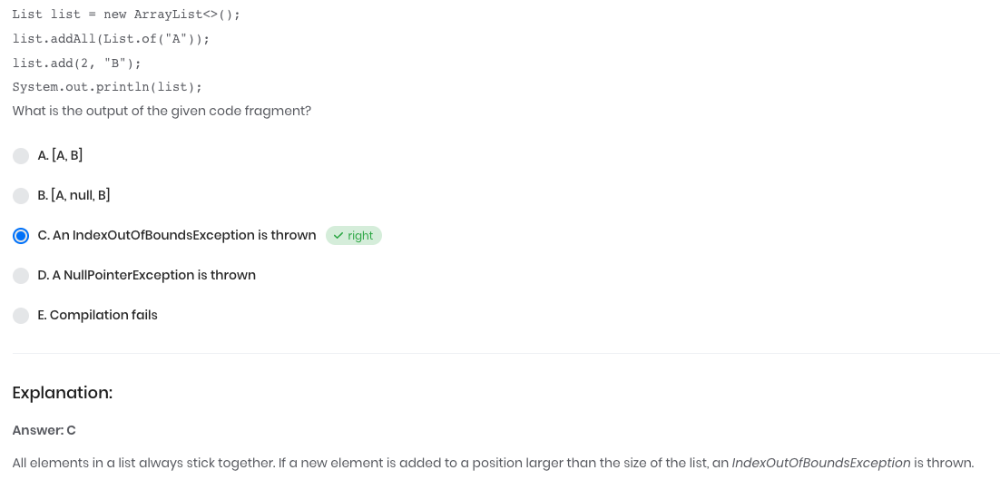 List list = new ArrayList<>();
list.addAll(List.of("A"));
list.add(2, "B");
System.out.println(list);
What is the output of the given code fragment?
A. [A, B]
B. [A, null, B]
C. An IndexOutOfBoundsException is thrown ✓ right
D. A NullPointerException is thrown
E. Compilation fails
Explanation:
Answer: C
All elements in a list always stick together. If a new element is added to a position larger than the size of the list, an IndexOutOfBoundsException is thrown.